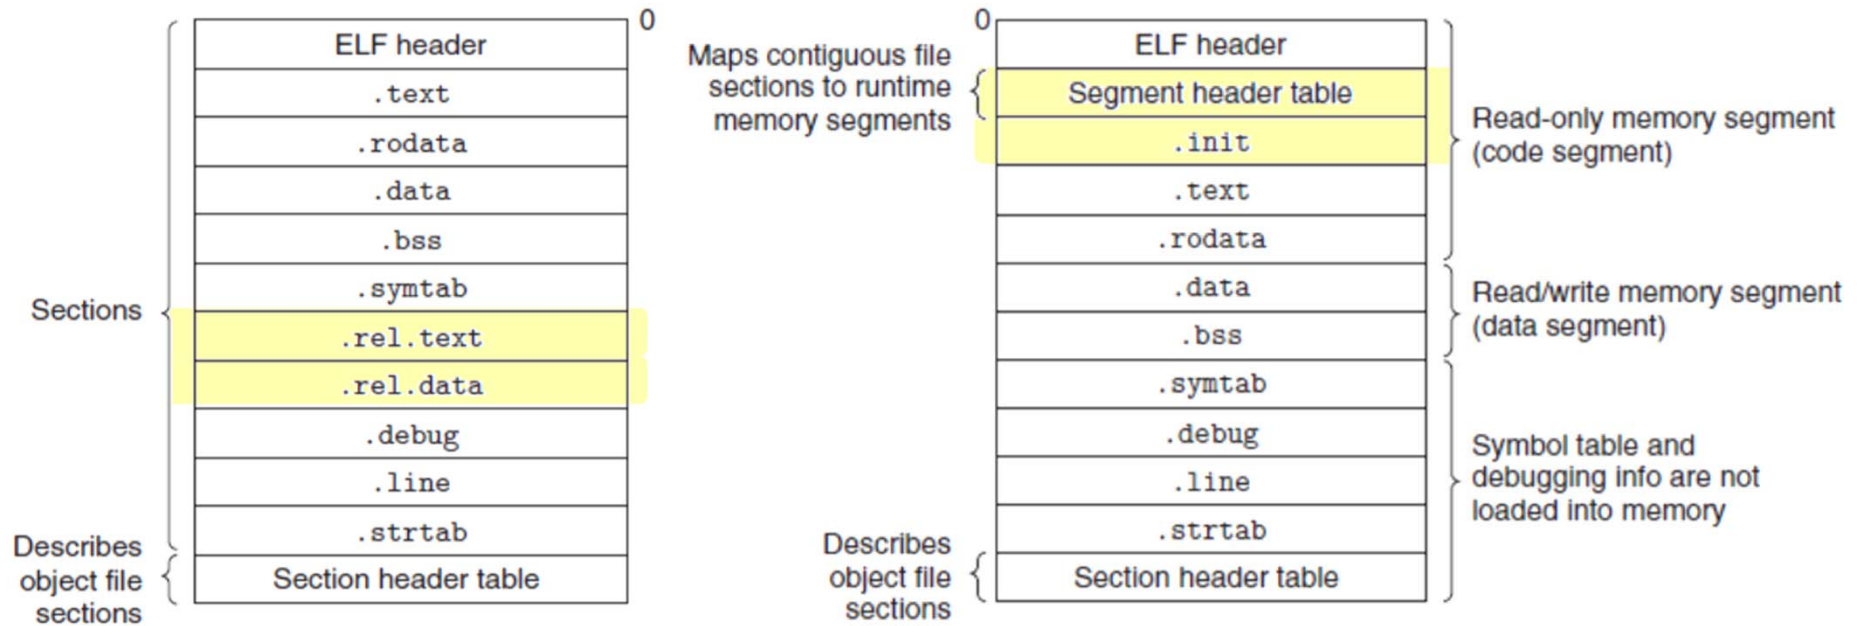 0
ELF header
.text
.rodata
.data
.bss
.symtab
.rel.text
.rel.data
.debug
.line
.strtab
Section header table
Sections
Describes
object file
sections
0
Maps contiguous file
sections to runtime
memory segments
ELF header
Segment header table
.init
.text
.rodata
.data
.bss
.symtab
.debug
.line
.strtab
Section header table
Describes
object file
sections
Read-only memory segment
(code segment)
Read/write memory segment
(data segment)
Symbol table and
debugging info are not
loaded into memory